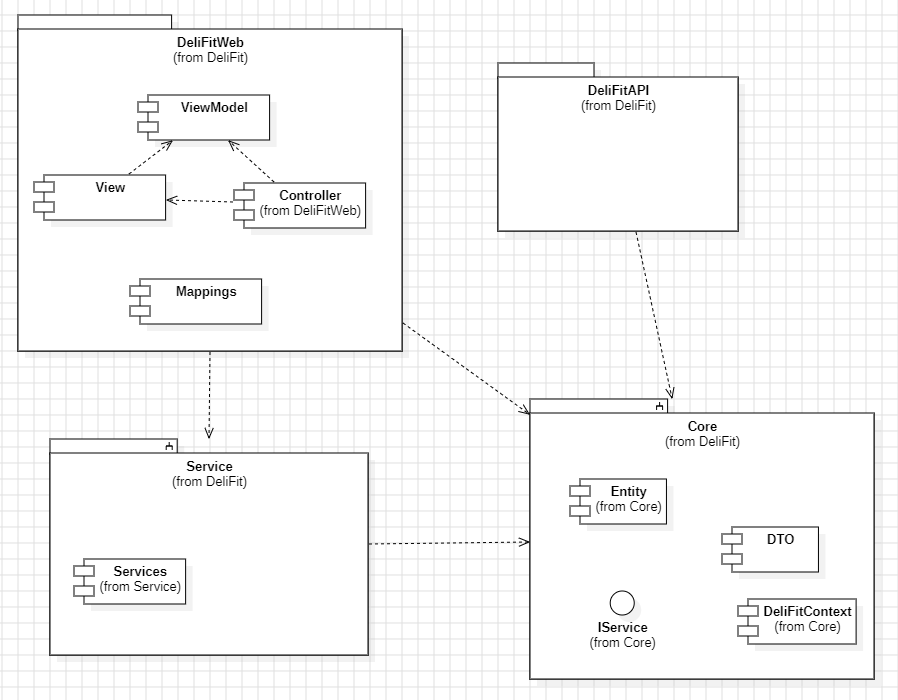 DeliFitWeb
(from DeliFit)
ViewModel
View
Controller
(from DeliFitWeb)
Mappings
DeliFitAPI
(from DeliFit)
Service
(from DeliFit)
Services
(from Service)
Core
(from DeliFit)
Entity
(from Core)
DTO
IService
(from Core)
DeliFitContext
(from Core)